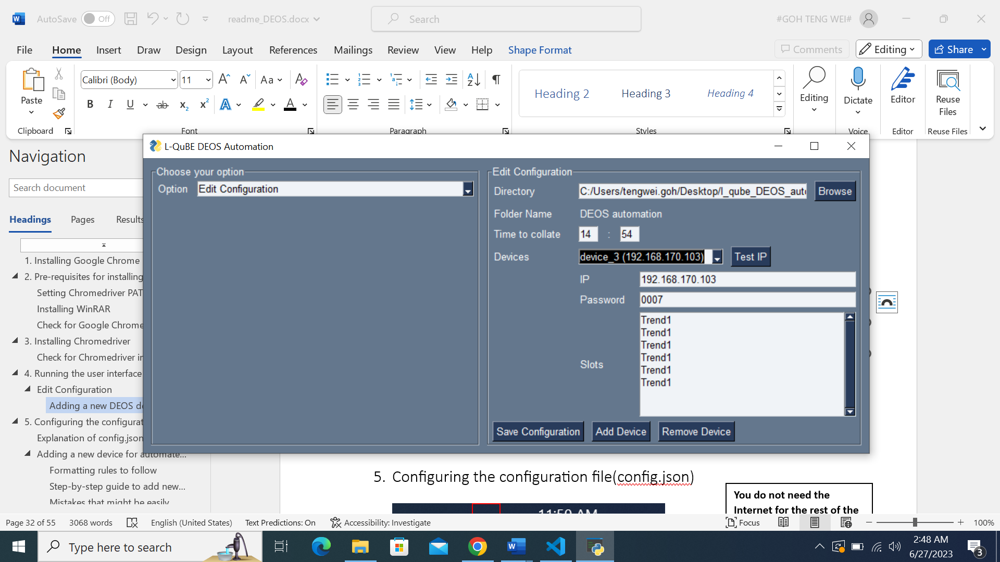 AutoSave Off readme_DEOS.docx Search #GOH TENG WEI#
File Home Insert Draw Design Layout References Mailings Review View Help Shape Format Comments Editing Share
Paste
Calibri (Body) 11 Aa
Heading 2 Heading 3 Heading 4
Editing Dictate Editor Reuse Files
Clipboard Font Paragraph Styles Voice Editor Reuse Files
Navigation
Search document
Headings Pages Results
1. Installing Google Chrome
2. Pre-requisites for installing
Setting Chromedriver PAT
Installing WinRAR
Check for Google Chrome
3. Installing Chromedriver
Check for Chromedriver in
4. Running the user interface
Edit Configuration
Adding a new DEOS de
5. Configuring the configurat
Explanation of config.json
Adding a new device for automate...
Formatting rules to follow
Step-by-step guide to add new...
Mistakes that might be easily
L-QuBE DEOS Automation
Choose your option
Option Edit Configuration
Edit Configuration
Directory C:/Users/tengwei.goh/Desktop/l_qube_DEOS_auto Browse
Folder Name DEOS automation
Time to collate 14 : 54
Devices device_3 (192.168.170.103) Test IP
IP 192.168.170.103
Password 0007
Slots
Trend1
Trend1
Trend1
Trend1
Trend1
Trend1
Save Configuration Add Device Remove Device
5. Configuring the configuration file(config.json)
11:50 AM
You do not need the
Internet for the rest of the
Page 32 of 55 3068 words English (United States) Text Predictions: On Accessibility: Investigate Focus 100%
Type here to search
2:48 AM
6/27/2023
3